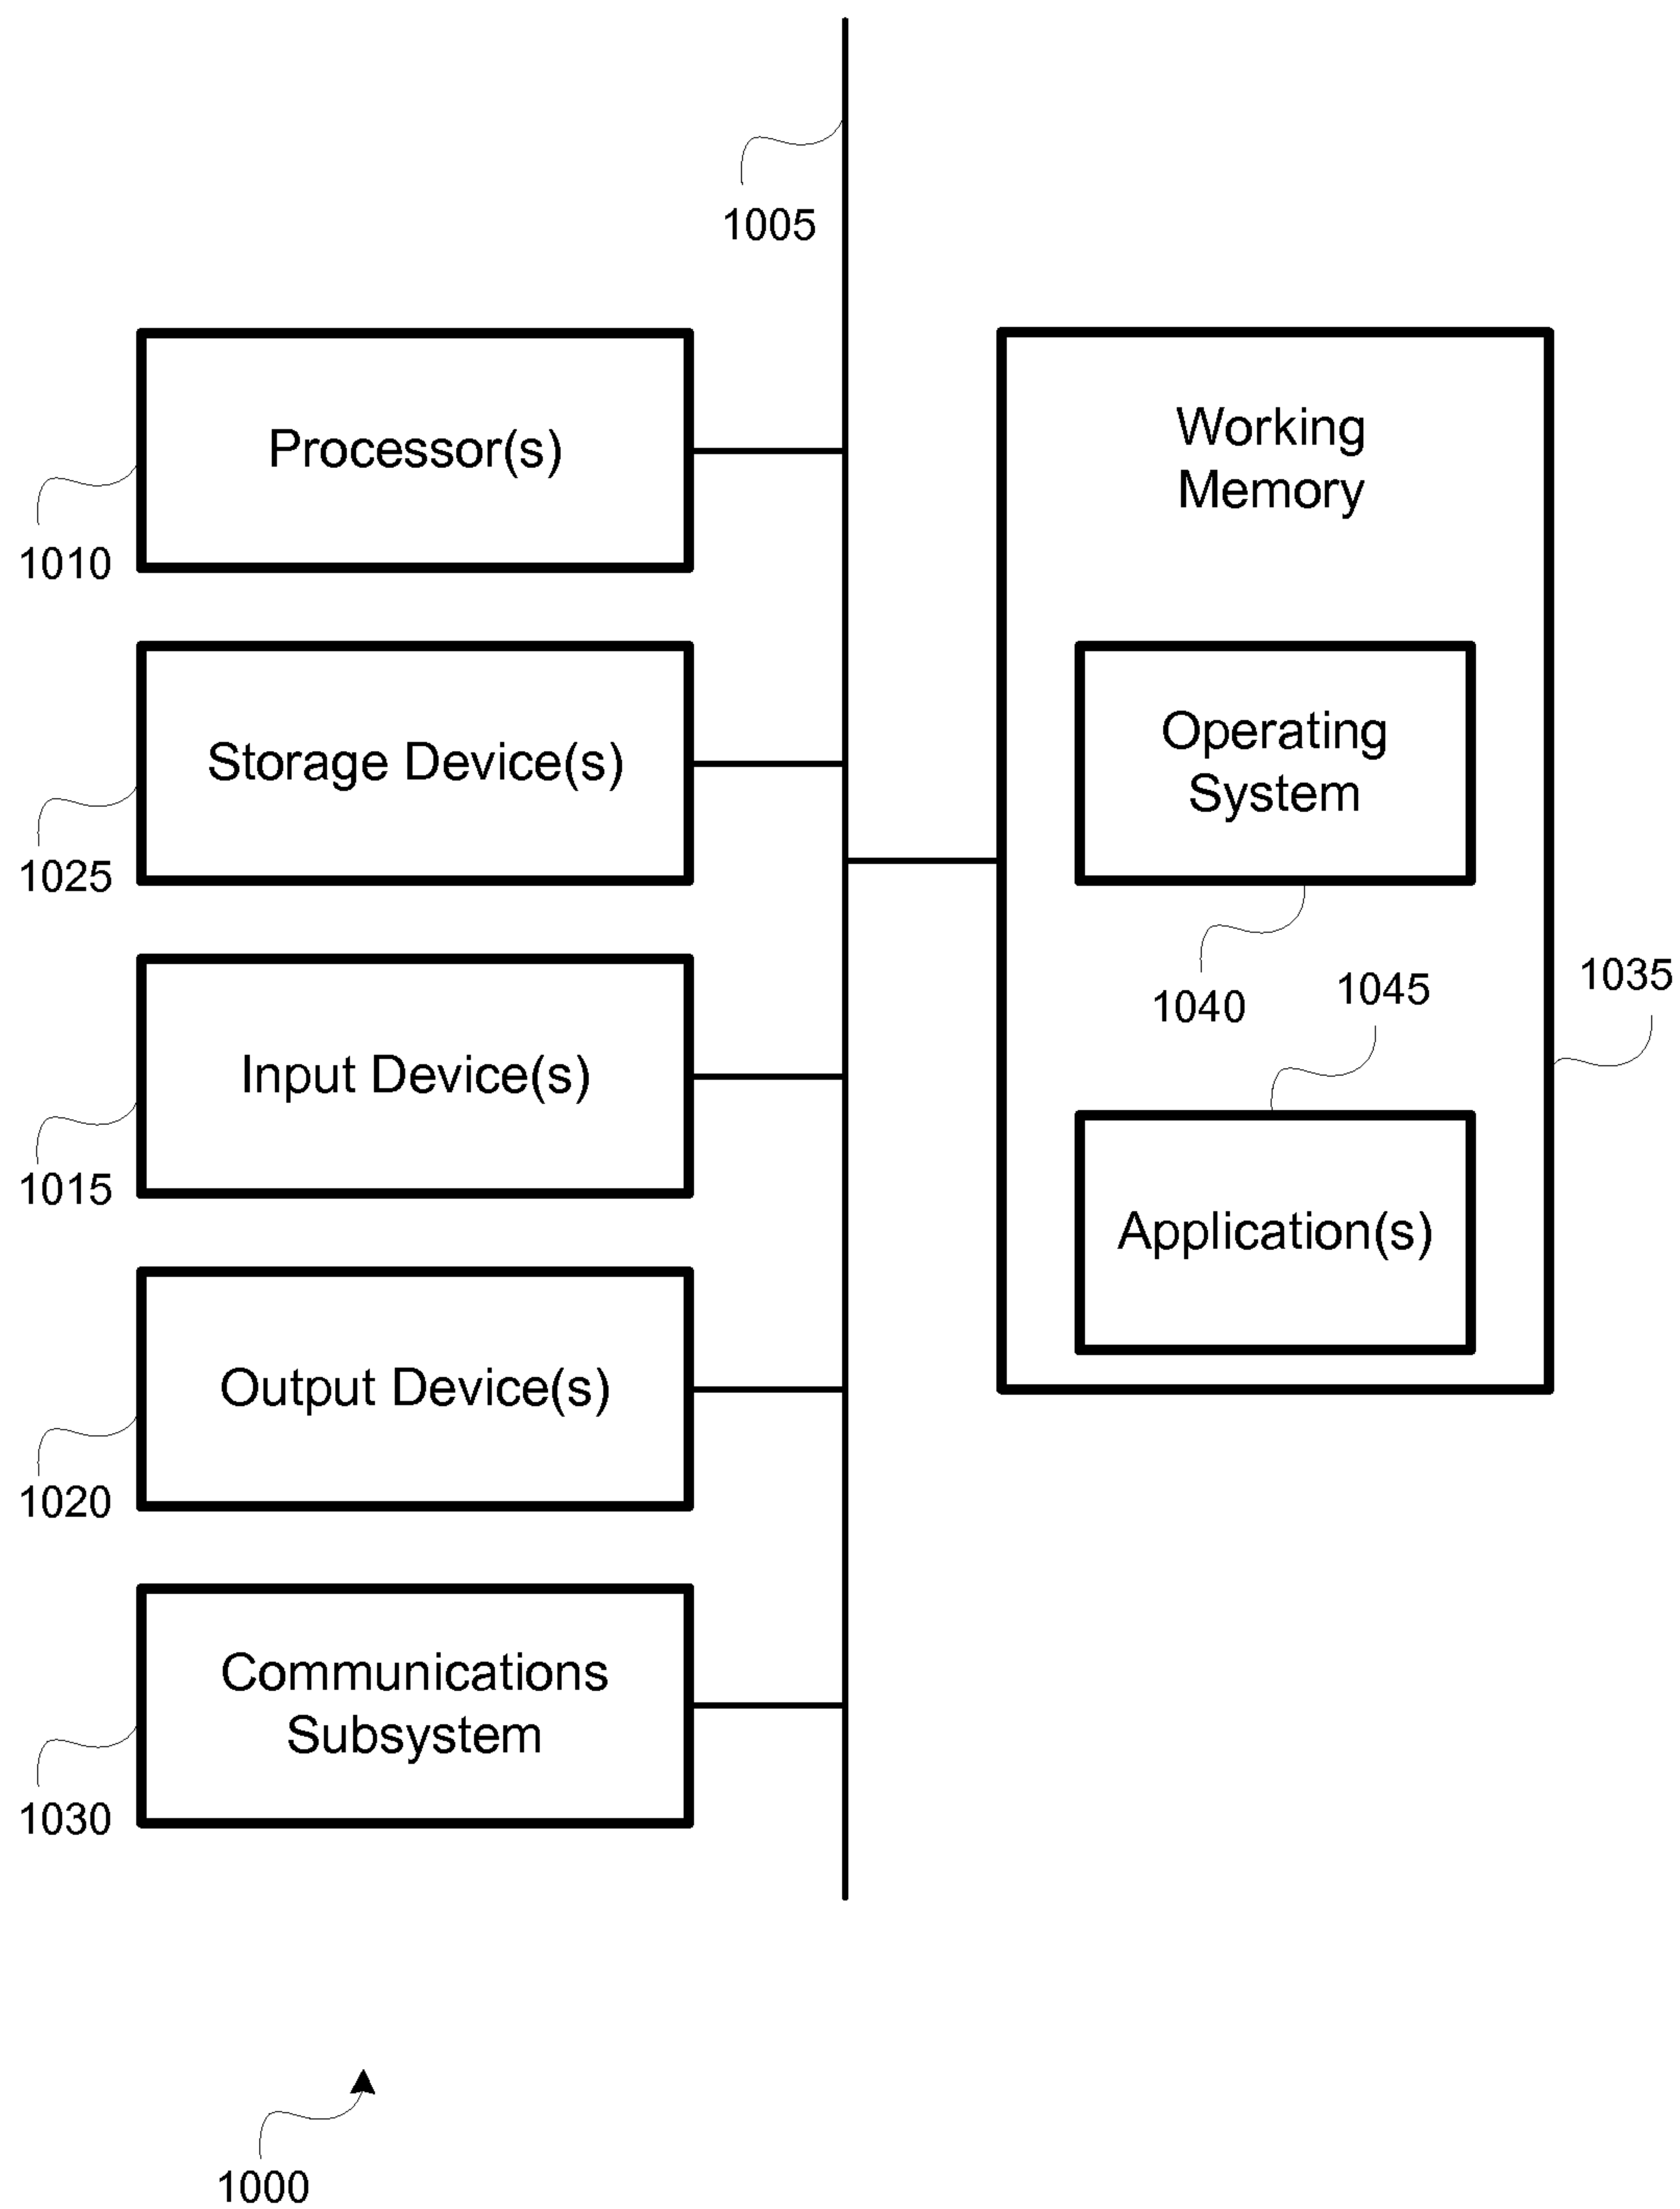 1005
Processor(s)
1010
Storage Device(s)
1025
Input Device(s)
1015
Output Device(s)
1020
Communications
Subsystem
1030
Working
Memory
Operating
System
1040
1045
1035
Application(s)
1000